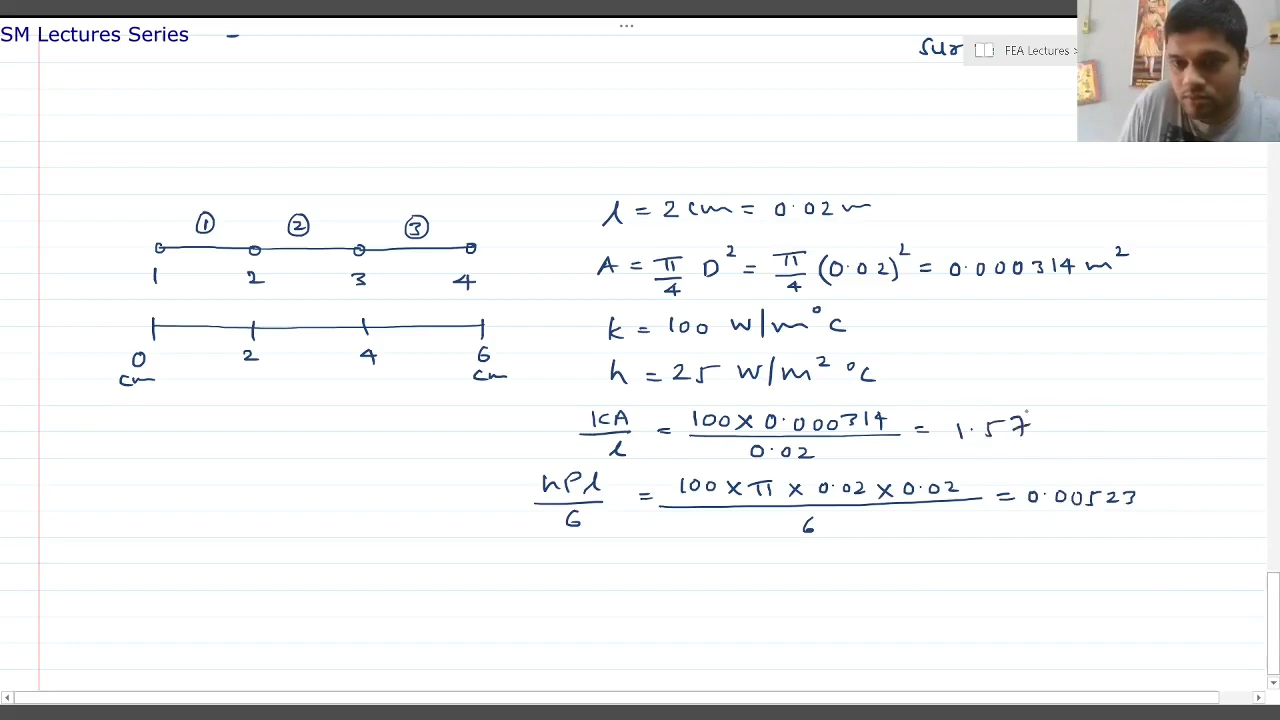 SM Lectures Series -
sur
FEA Lectures >
① ② ③
1 2 3 4
0 2 4 6
cm cm
l = 2 cm = 0.02 m
A = π/4 D² = π/4 (0.02)² = 0.000314 m²
k = 100 w/m°c
h = 25 w/m² °c
kA/l = 100 × 0.000314 / 0.02 = 1.57
hPl/6 = 100 × π × 0.02 × 0.02 / 6 = 0.00523